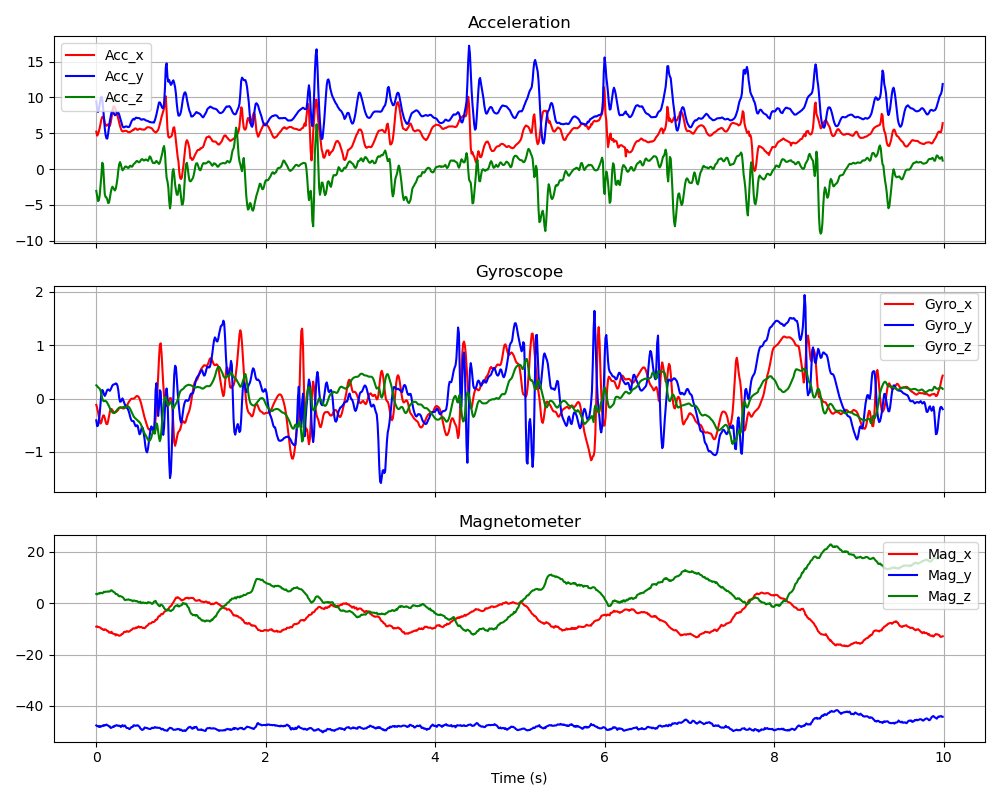 Acceleration
15
10
5
0
−5
−10
Acc_x
Acc_y
Acc_z
Gyroscope
2
1
0
−1
Gyro_x
Gyro_y
Gyro_z
Magnetometer
20
0
−20
−40
Mag_x
Mag_y
Mag_z
0 2 4 6 8 10
Time (s)